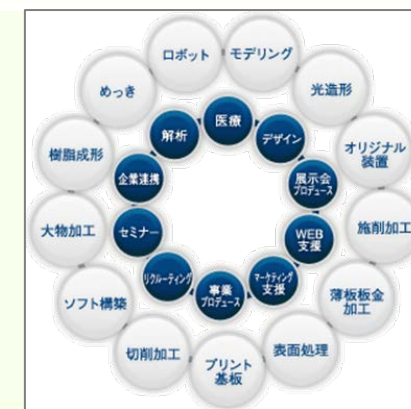 ロボット
モデリング
光造形
オリジナル
装置
施削加工
薄板板金
加工
表面処理
プリント
基板
切削加工
ソフト構築
大物加工
樹脂成形
めっき
医療
デザイン
展示会
プロデュース
WEB
支援
マーケティング
支援
事業
プロデュース
リクルーティング
セミナー
企業連携
解析